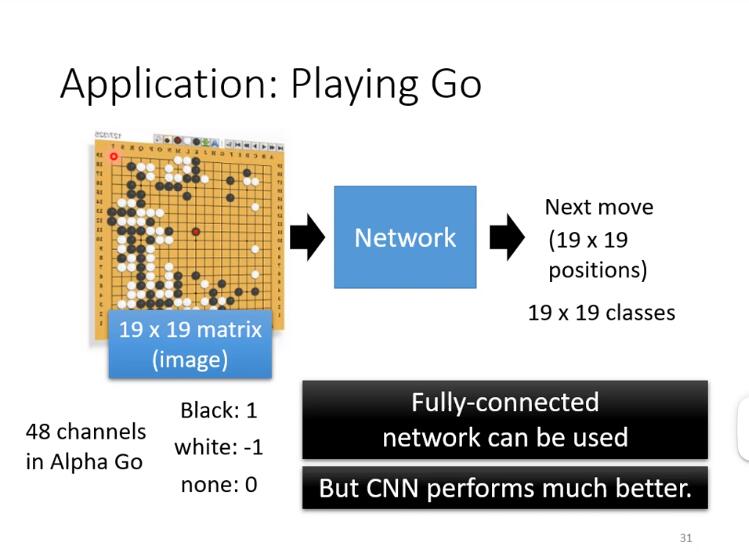 Application: Playing Go
Network
Next move
(19 x 19
positions)
19 x 19 classes
19 x 19 matrix
(image)
48 channels
in Alpha Go
Black: 1
white: -1
none: 0
Fully-connected
network can be used
But CNN performs much better.
31